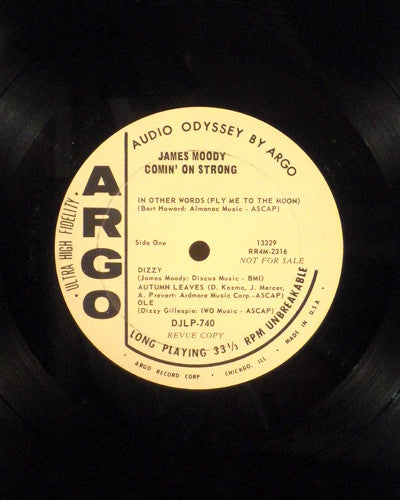 AUDIO ODYSSEY BY ARGO
JAMES MOODY
COMIN' ON STRONG
ARGO
· ULTRA HIGH FIDELITY ·
IN OTHER WORDS (FLY ME TO THE MOON)
(Bart Howard: Almanac Music - ASCAP)
Side One
13329
RR4M-2316
NOT FOR SALE
DIZZY
(James Moody: Discus Music - BMI)
AUTUMN LEAVES (D. Kozma, J. Mercer,
A. Prevert: Ardmore Music Corp.-ASCAP)
OLE
(Dizzy Gillespie: IWO Music - ASCAP)
DJLP-740
REVUE COPY
LONG PLAYING 33⅓ RPM UNBREAKABLE
ARGO RECORD CORP. · CHICAGO, ILL. · MADE IN U.S.A.